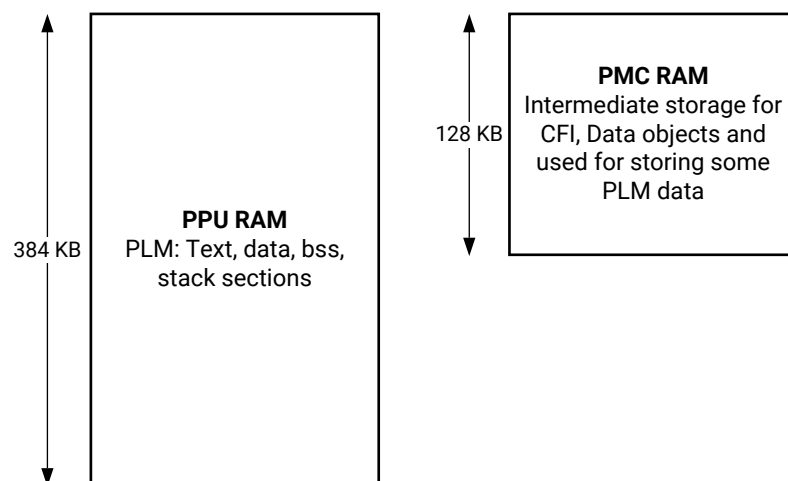 384 KB
PPU RAM
PLM: Text, data, bss,
stack sections
128 KB
PMC RAM
Intermediate storage for
CFI, Data objects and
used for storing some
PLM data